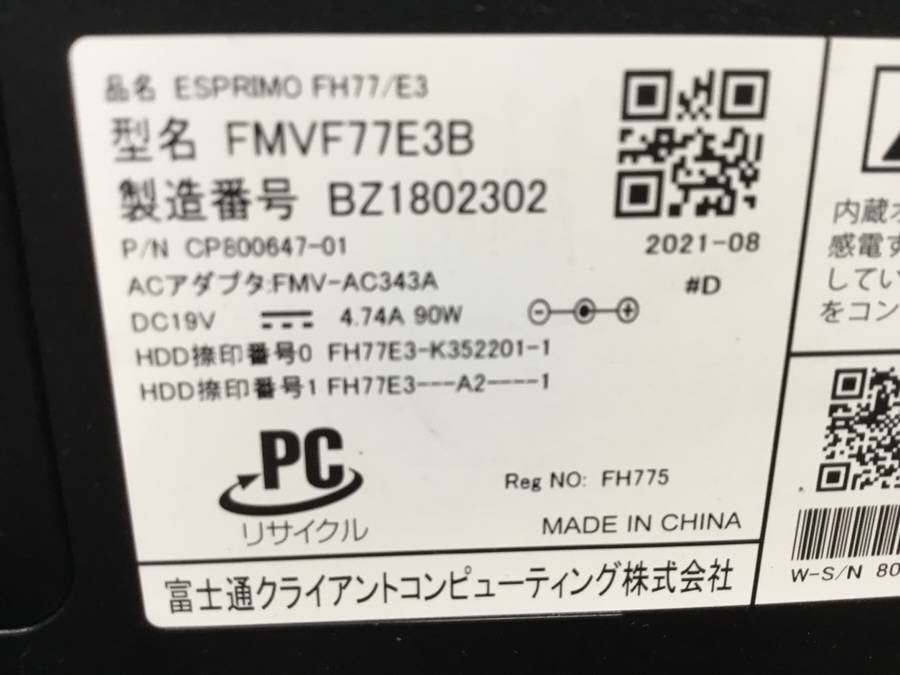 品名 ESPRIMO FH77/E3
型名 FMVF77E3B
製造番号 BZ1802302
P/N CP800647-01
2021-08
ACアダプタ:FMV-AC343A
#D
DC19V 4.74A 90W
HDD捺印番号0 FH77E3-K352201-1
HDD捺印番号1 FH77E3---A2----1
PC
リサイクル
Reg NO: FH775
MADE IN CHINA
富士通クライアントコンピューティング株式会社
内蔵
感電す
してい
をコン
W-S/N 80